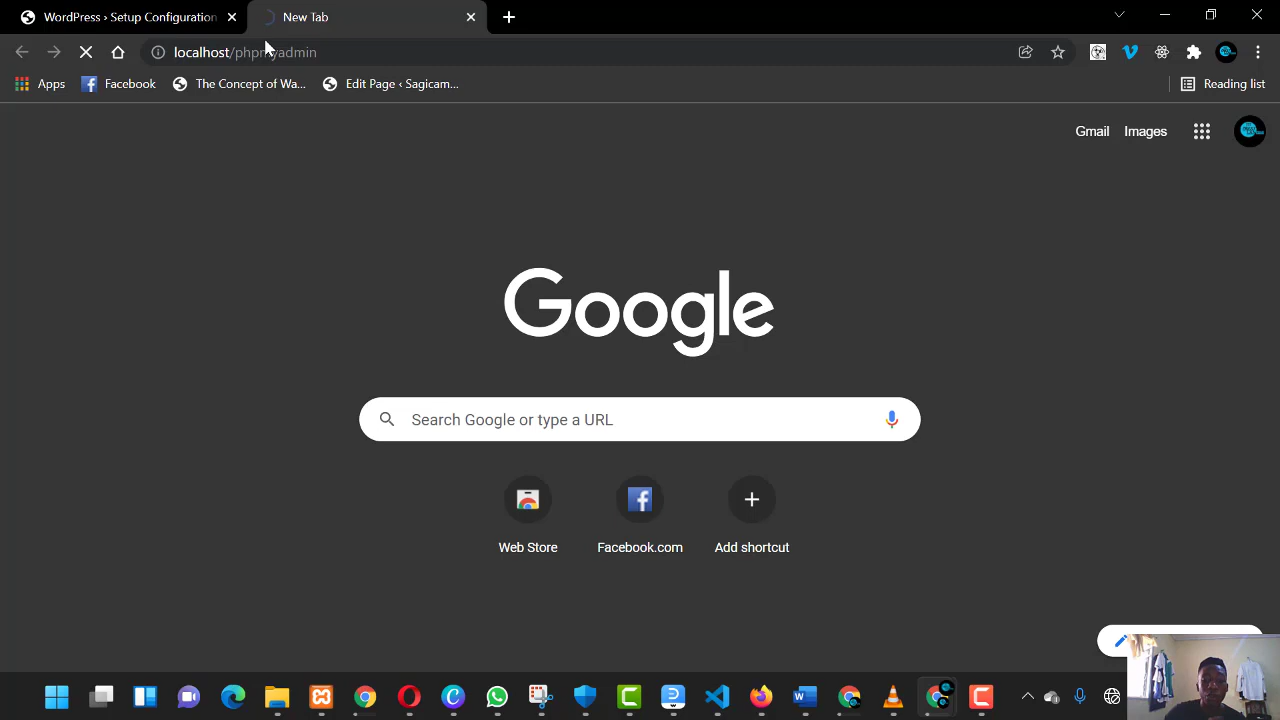 WordPress › Setup Configuration
New Tab
localhost/phpmyadmin
Apps
Facebook
The Concept of Wa...
Edit Page ‹ Sagicam...
Reading list
Gmail
Images
Google
Search Google or type a URL
Web Store
Facebook.com
Add shortcut